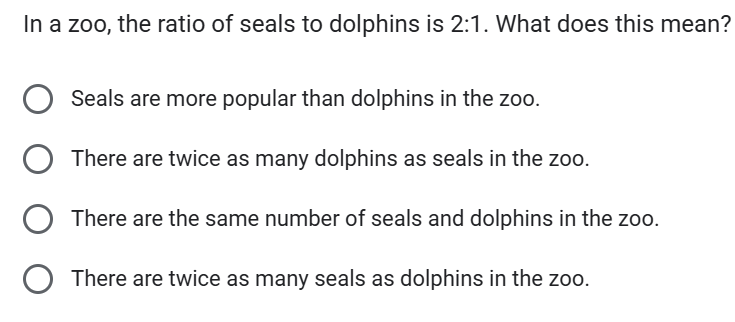 In a zoo, the ratio of seals to dolphins is 2:1. What does this mean?
Seals are more popular than dolphins in the zoo.
There are twice as many dolphins as seals in the zoo.
There are the same number of seals and dolphins in the zoo.
There are twice as many seals as dolphins in the zoo.